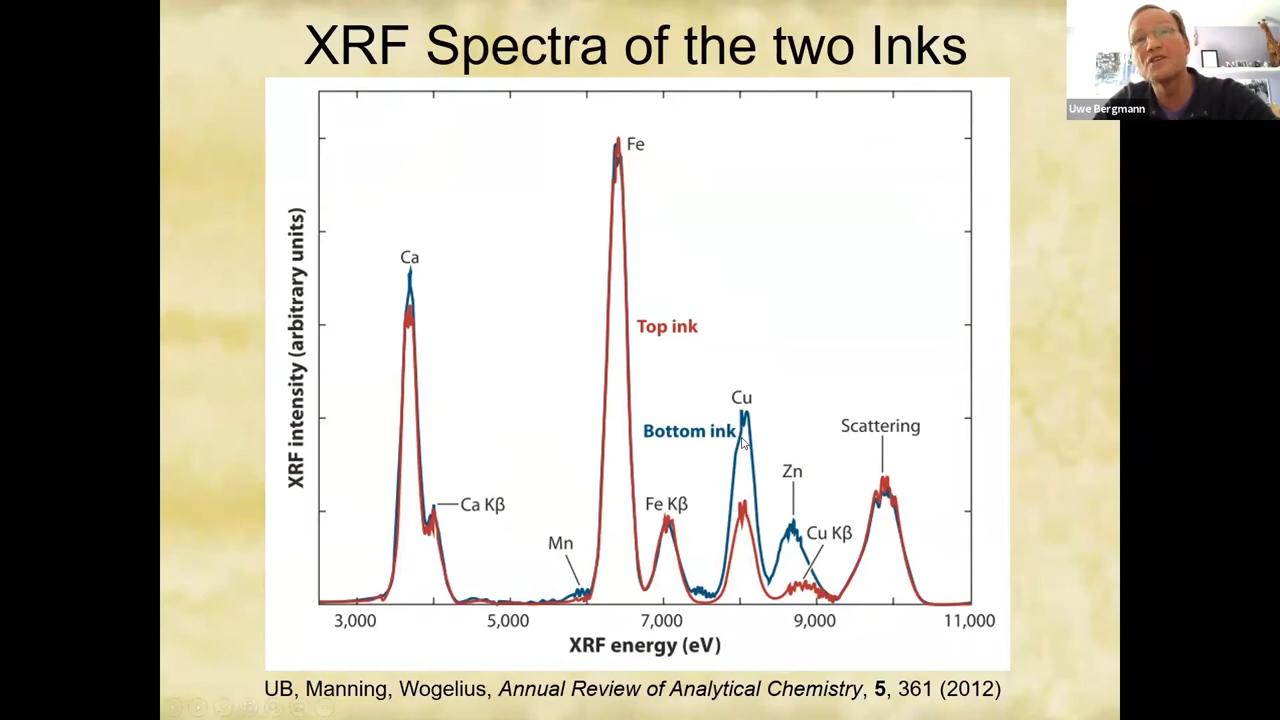 XRF Spectra of the two Inks
Uwe Bergmann
Fe
Ca
Top ink
Cu
Bottom ink
Scattering
Zn
Ca Kβ
Fe Kβ
Cu Kβ
Mn
XRF intensity (arbitrary units)
3,000 5,000 7,000 9,000 11,000
XRF energy (eV)
UB, Manning, Wogelius, Annual Review of Analytical Chemistry, 5, 361 (2012)